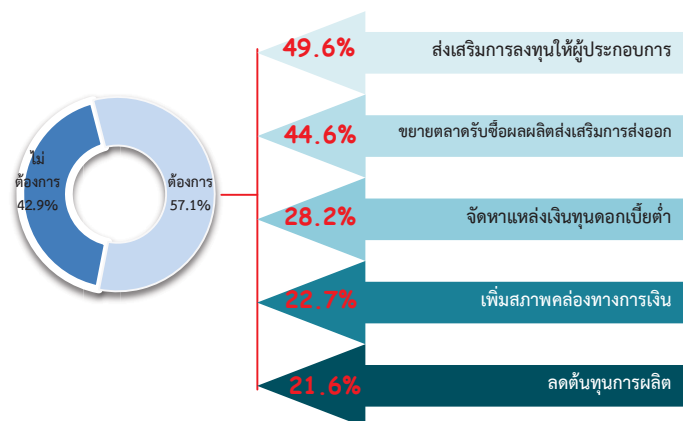 ไม่
ต้องการ
42.9%
ต้องการ
57.1%
49.6% ส่งเสริมการลงทุนให้ผู้ประกอบการ
44.6% ขยายตลาดรับซื้อผลผลิตส่งเสริมการส่งออก
28.2% จัดหาแหล่งเงินทุนดอกเบี้ยต่ำ
22.7% เพิ่มสภาพคล่องทางการเงิน
21.6% ลดต้นทุนการผลิต